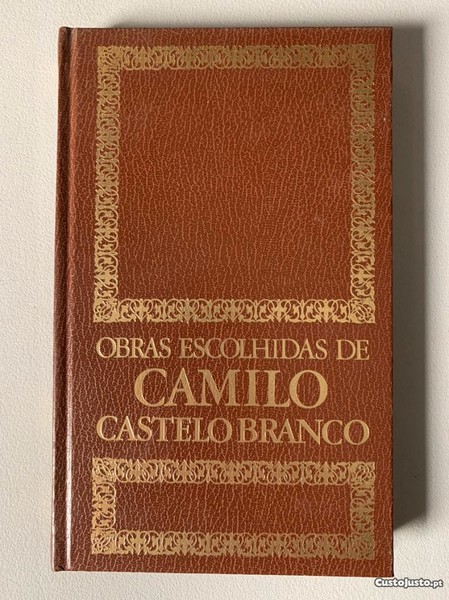 OBRAS ESCOLHIDAS DE
CAMILO
CASTELO BRANCO
CustoJusto.pt